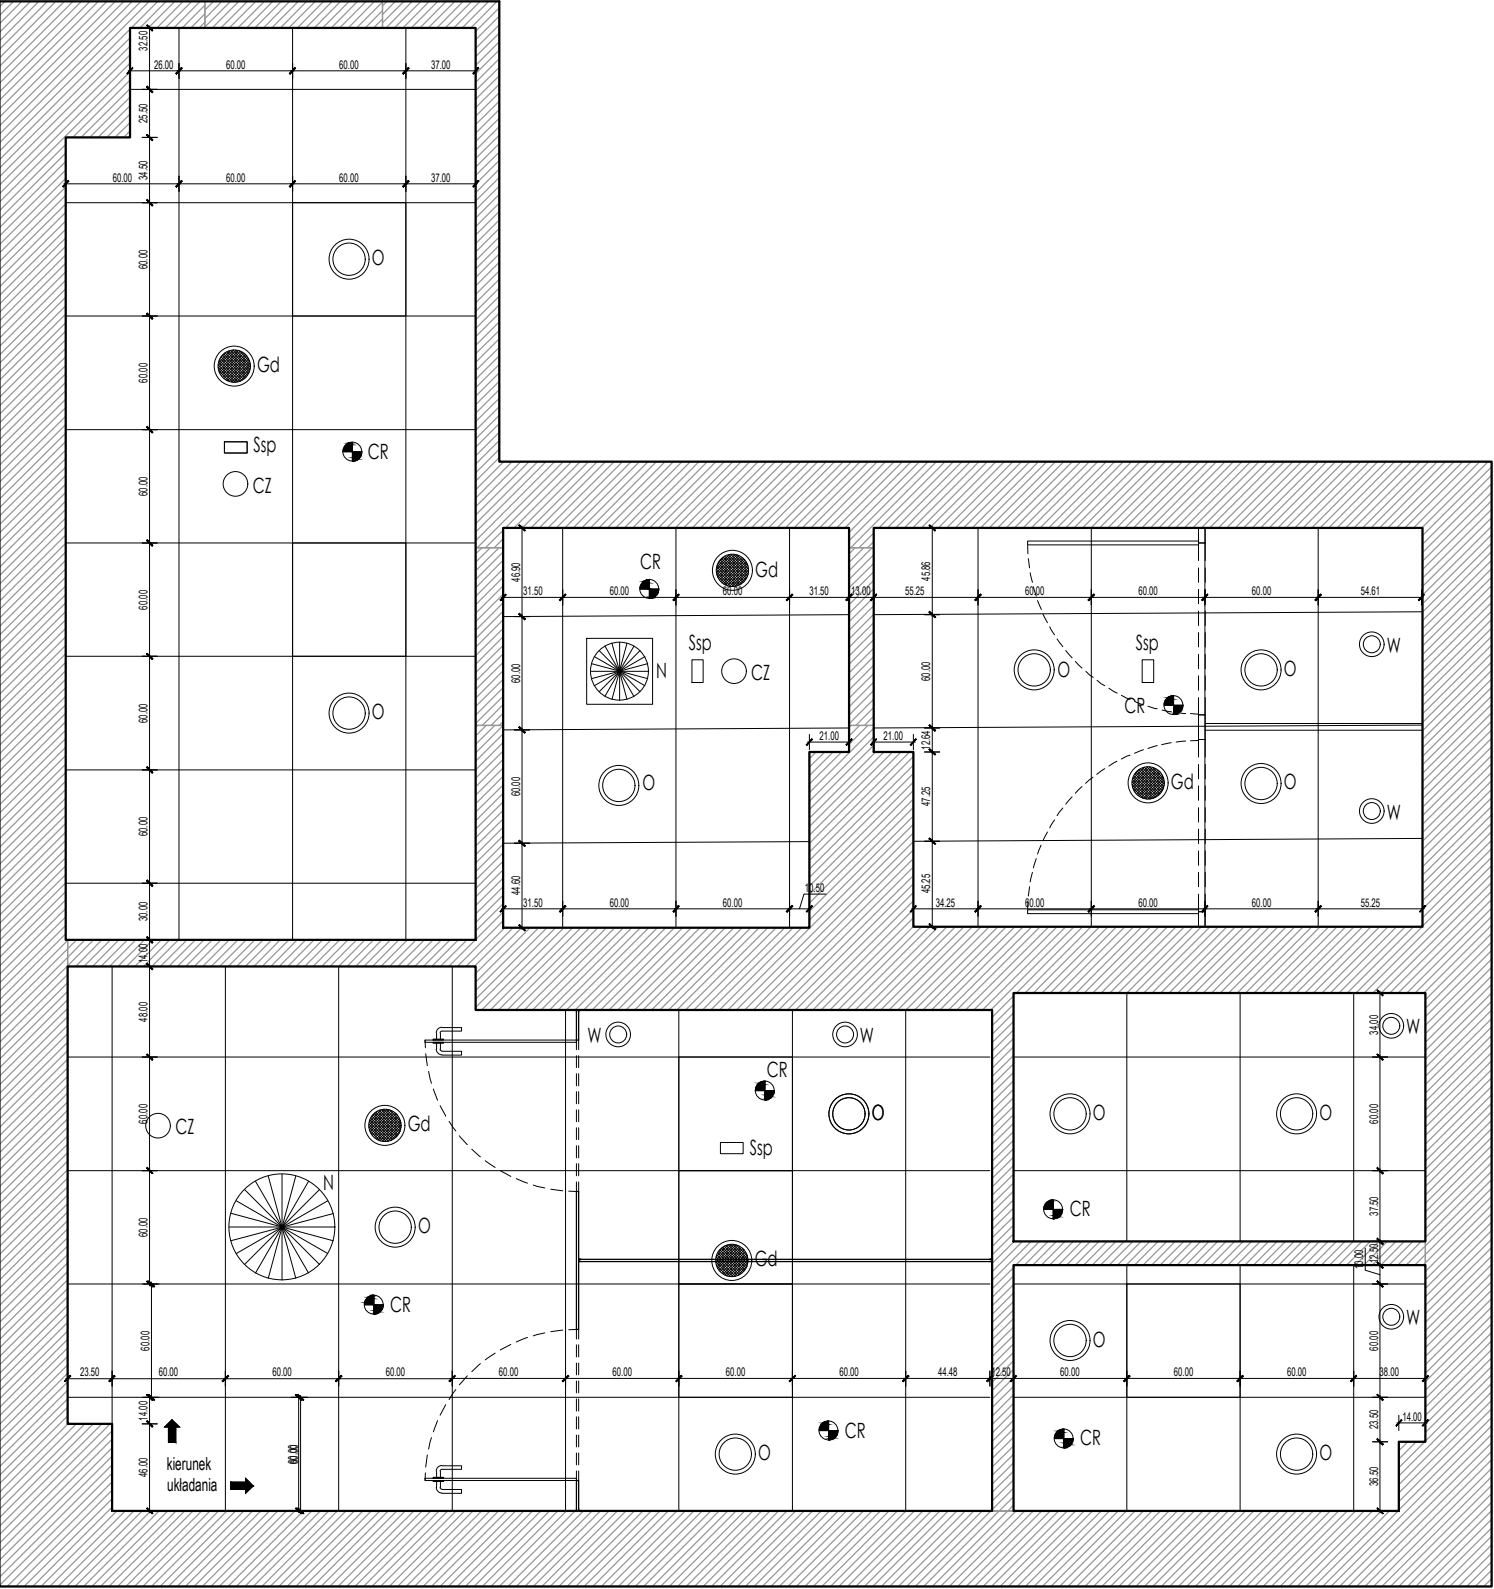 32.50
26.00 60.00 60.00 37.00
25.50
34.50
60.00 60.00 60.00 37.00
60.00
O
60.00
Gd
Ssp
CR
CZ
60.00
60.00
60.00
O
60.00
30.00
14.00
46.90
CR
Gd
31.50 60.00 60.00 31.50 13.00 55.25 60.00 60.00 60.00 54.61
45.86
60.00
N
Ssp
CZ
60.00
O
Ssp
CR
O
W
21.00 21.00
12.64
60.00
O
47.25
Gd
O
W
44.60
10.50
45.25
31.50 60.00 60.00
34.25 60.00 60.00 60.00 55.25
48.00
W
W
CR
34.00
W
60.00
CZ
Gd
O
O
O
60.00
Ssp
N
O
60.00
CR
37.50
Gd
10.00
12.50
CR
60.00
O
W
60.00
23.50 60.00 60.00 60.00 60.00 60.00 60.00 60.00 44.48 12.50 60.00 60.00 60.00 38.00
14.00
14.00
23.50
CR
CR
60.00
O
O
kierunek
układania
46.00
36.50